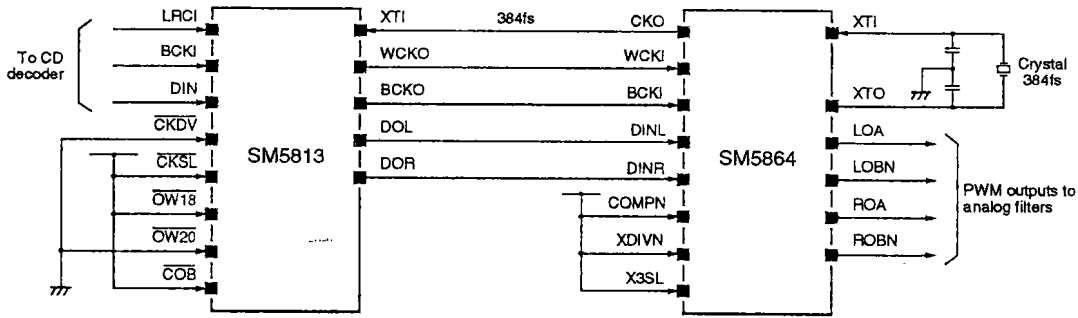 LRCI
BCKI
DIN
CKDV
CKSL
OW18
OW20
COB
To CD
decoder
SM5813
XTI
WCKO
BCKO
DOL
DOR
384fs
CKO
WCKI
BCKI
DINL
DINR
COMPN
XDIVN
X3SL
SM5864
XTI
XTO
LOA
LOBN
ROA
ROBN
Crystal
384fs
PWM outputs to
analog filters